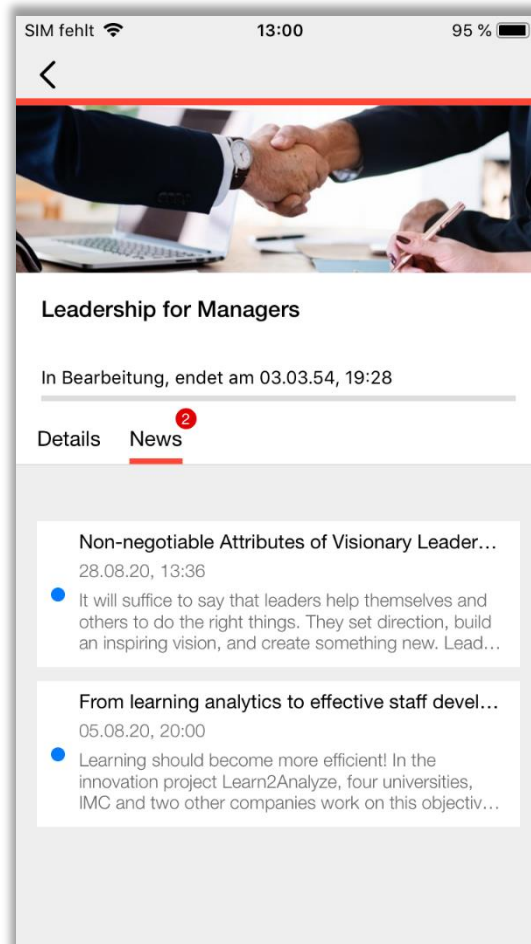 SIM fehlt 13:00 95 %
Leadership for Managers
In Bearbeitung, endet am 03.03.54, 19:28
2
Details News
Non-negotiable Attributes of Visionary Leader...
28.08.20, 13:36
It will suffice to say that leaders help themselves and
others to do the right things. They set direction, build
an inspiring vision, and create something new. Lead...
From learning analytics to effective staff devel...
05.08.20, 20:00
Learning should become more efficient! In the
innovation project Learn2Analyze, four universities,
IMC and two other companies work on this objectiv...